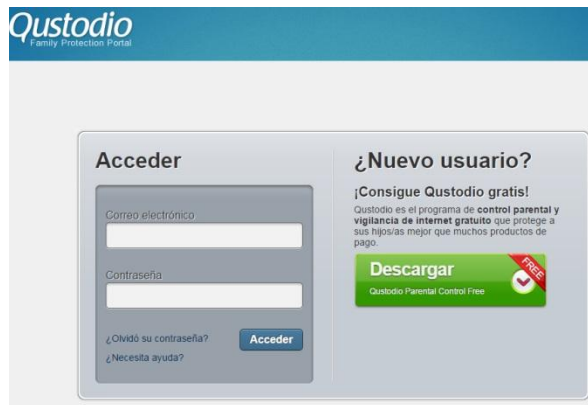 Qustodio
Family Protection Portal
Acceder
Correo electrónico
Contraseña
¿Olvidó su contraseña?
Acceder
¿Necesita ayuda?
¿Nuevo usuario?
¡Consigue Qustodio gratis!
Qustodio es el programa de control parental y
vigilancia de internet gratuito que protege a
sus hijos/as mejor que muchos productos de
pago.
Descargar
Qustodio Parental Control Free
FREE